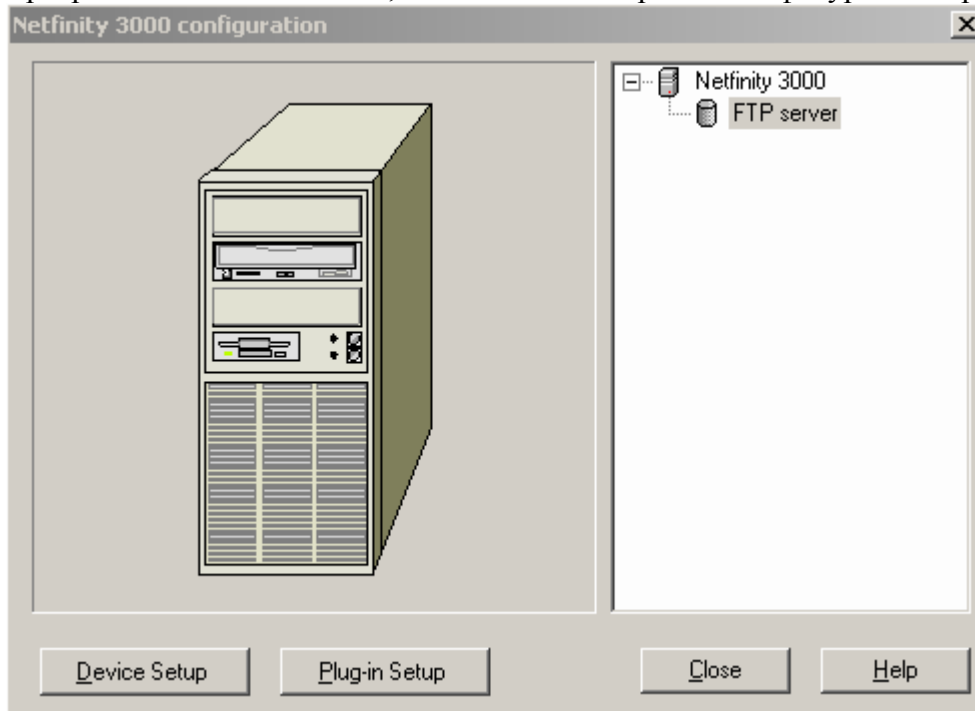 Netfinity 3000 configuration
Netfinity 3000
FTP server
Device Setup
Plug-in Setup
Close
Help